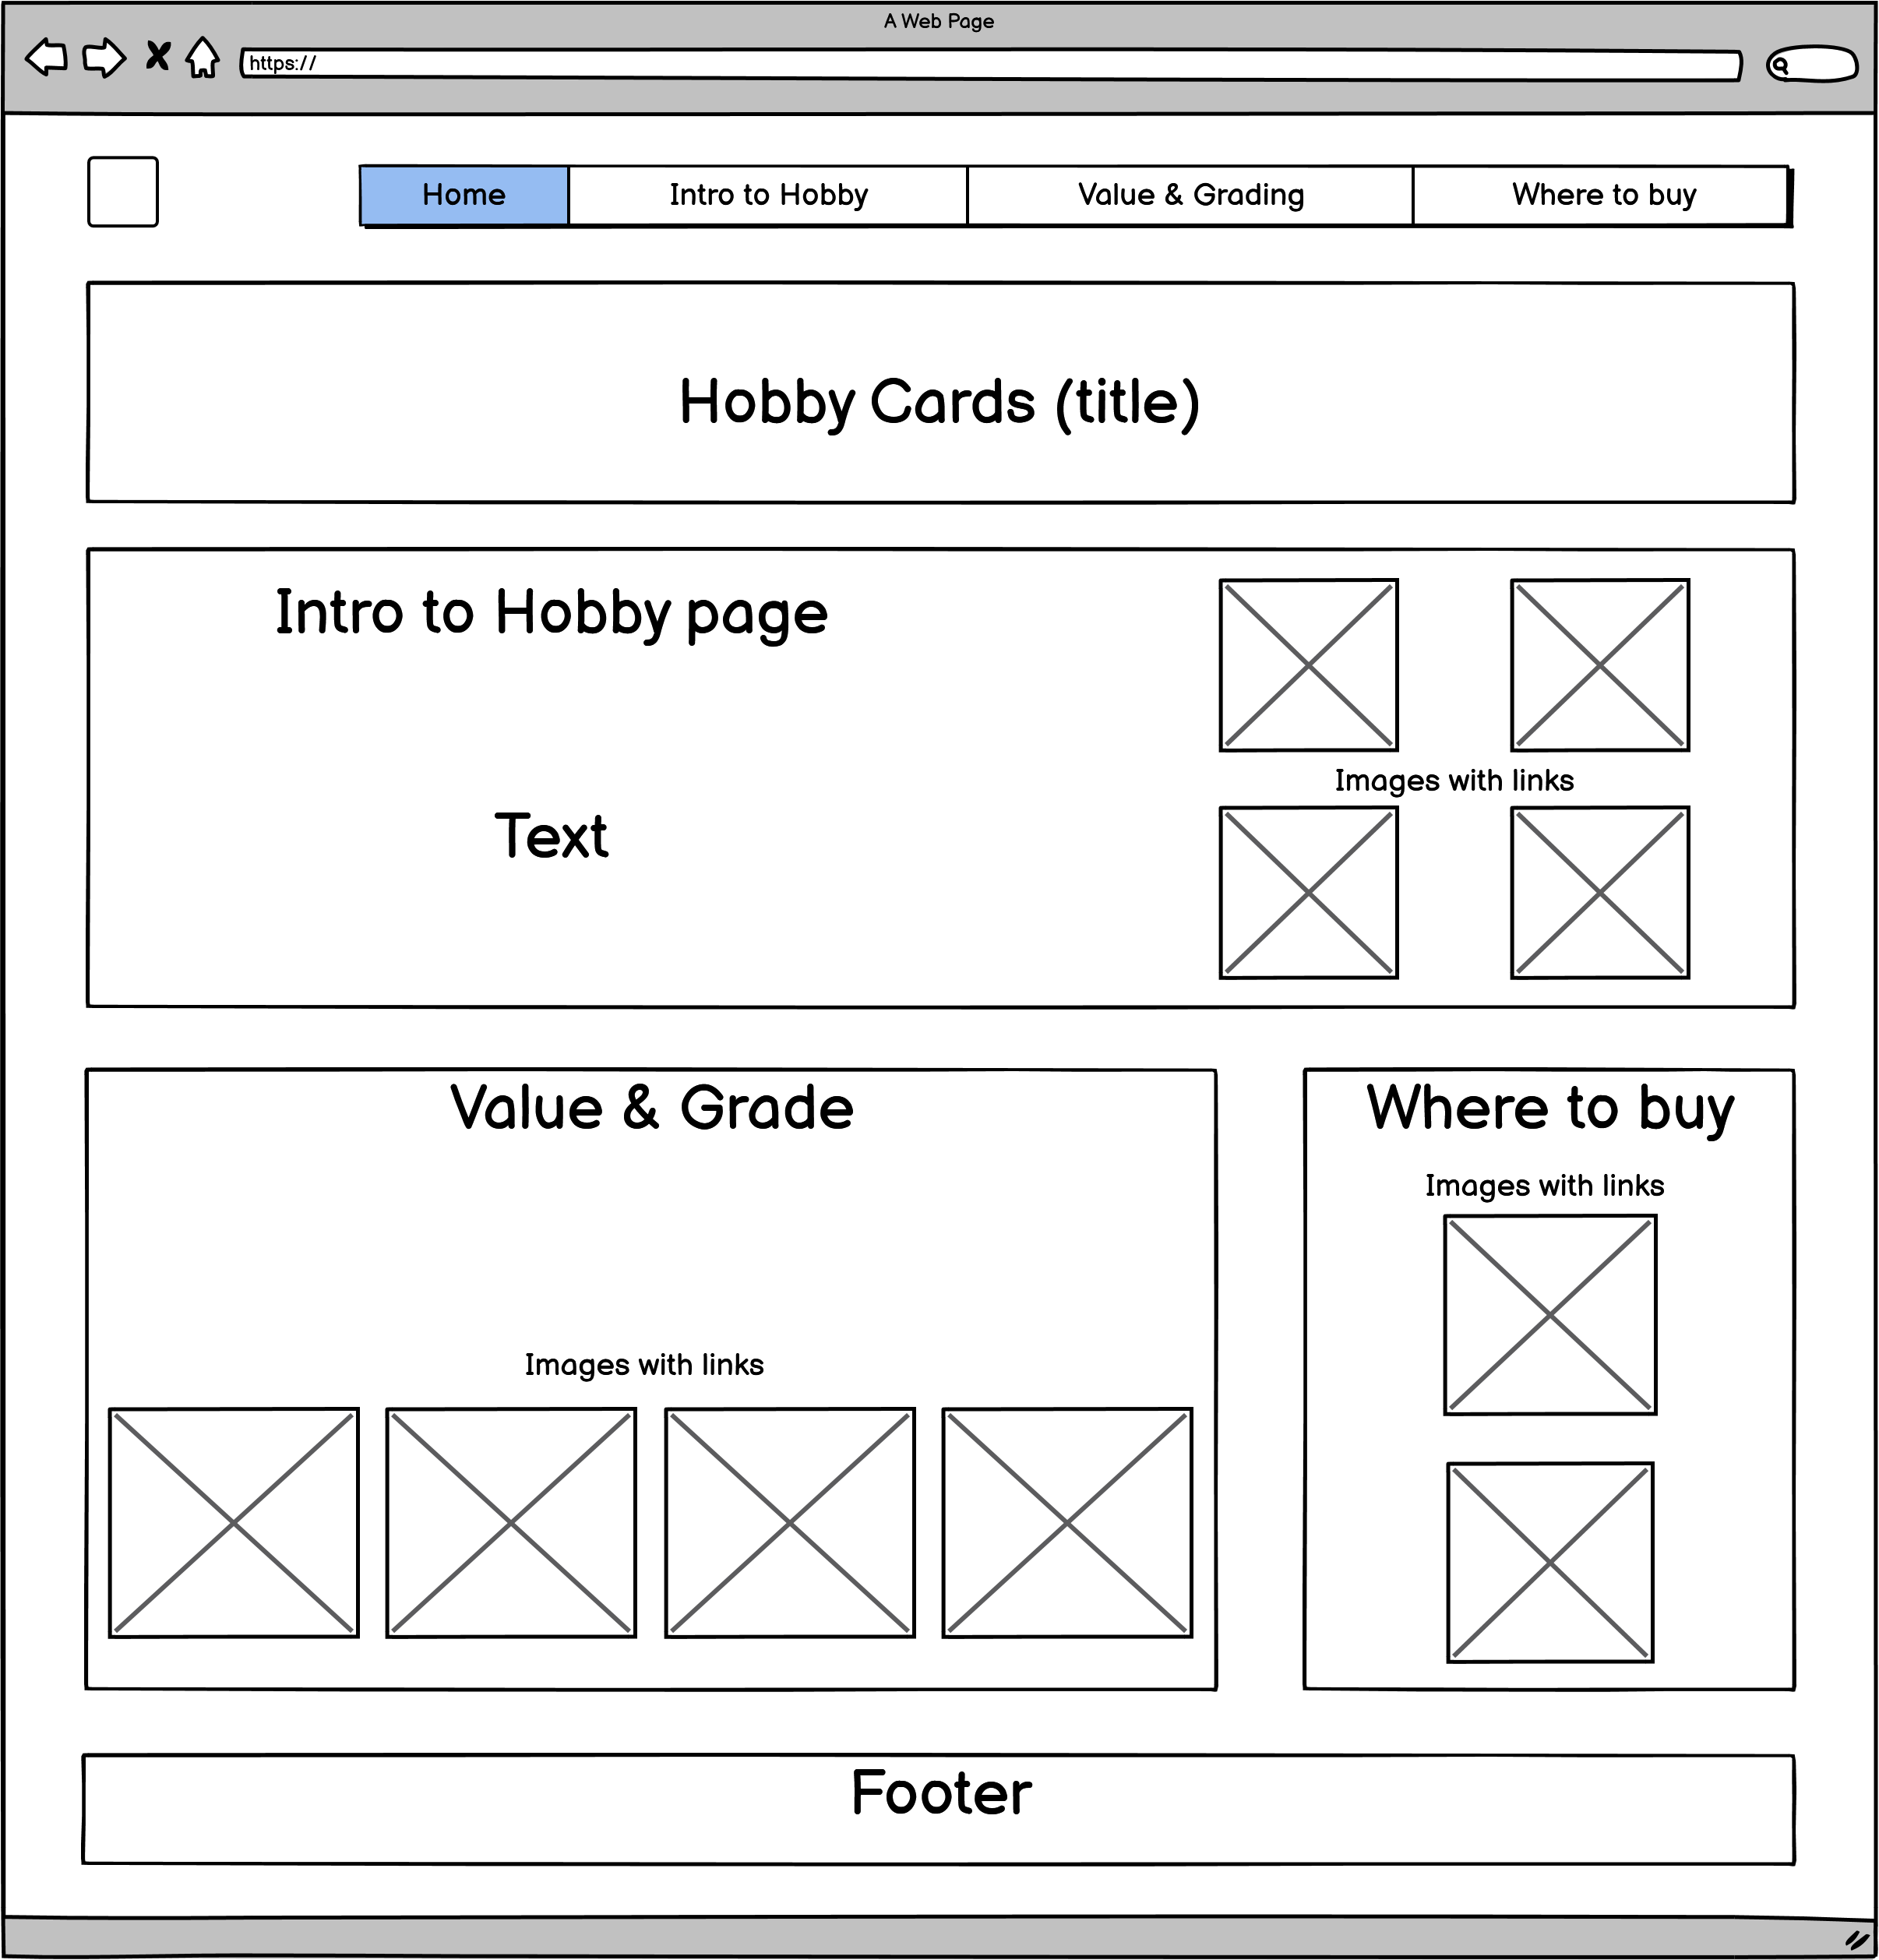 A Web Page
https://
Home
Intro to Hobby
Value & Grading
Where to buy
Hobby Cards (title)
Intro to Hobby page
Images with links
Text
Value & Grade
Images with links
Where to buy
Images with links
Footer